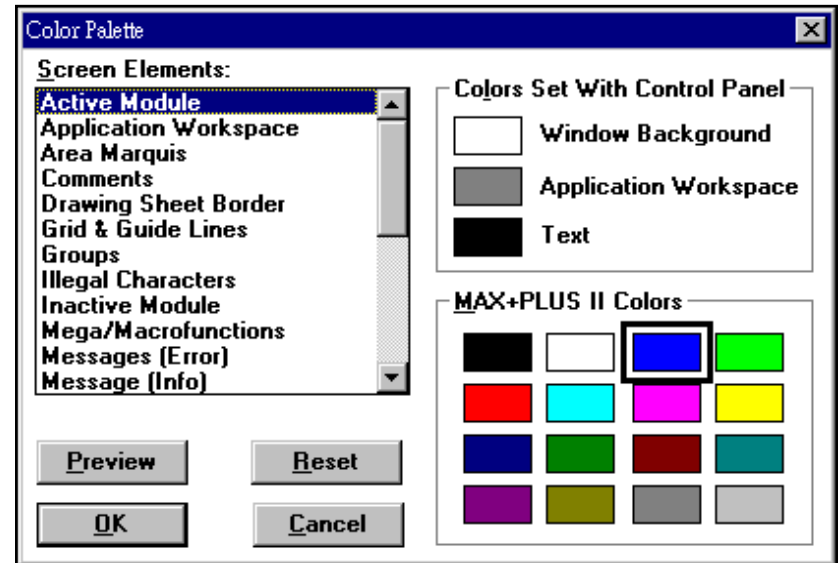 Color Palette
Screen Elements:
Active Module
Application Workspace
Area Marquis
Comments
Drawing Sheet Border
Grid & Guide Lines
Groups
Illegal Characters
Inactive Module
Mega/Macrofunctions
Messages (Error)
Message (Info)
Preview
Reset
OK
Cancel
Colors Set With Control Panel
Window Background
Application Workspace
Text
MAX+PLUS II Colors